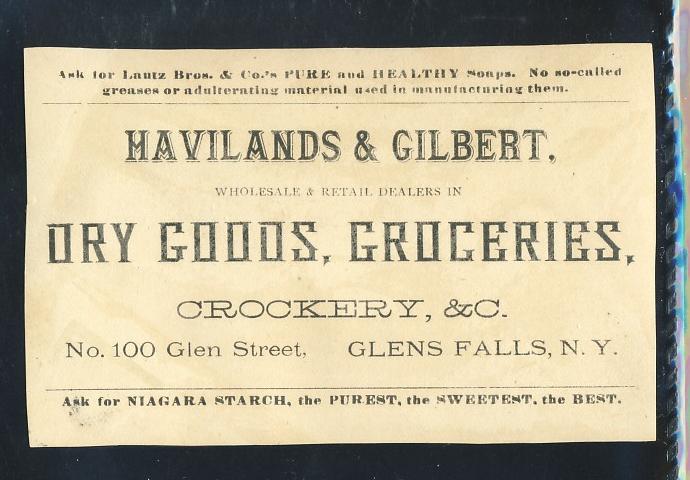 Ask for Lautz Bros. & Co.'s PURE and HEALTHY Soaps. No so-called
greases or adulterating material used in manufacturing them.
HAVILANDS & GILBERT,
WHOLESALE & RETAIL DEALERS IN
DRY GOODS, GROCERIES,
CROCKERY, &C.
No. 100 Glen Street, GLENS FALLS, N. Y.
Ask for NIAGARA STARCH, the PUREST, the SWEETEST, the BEST.